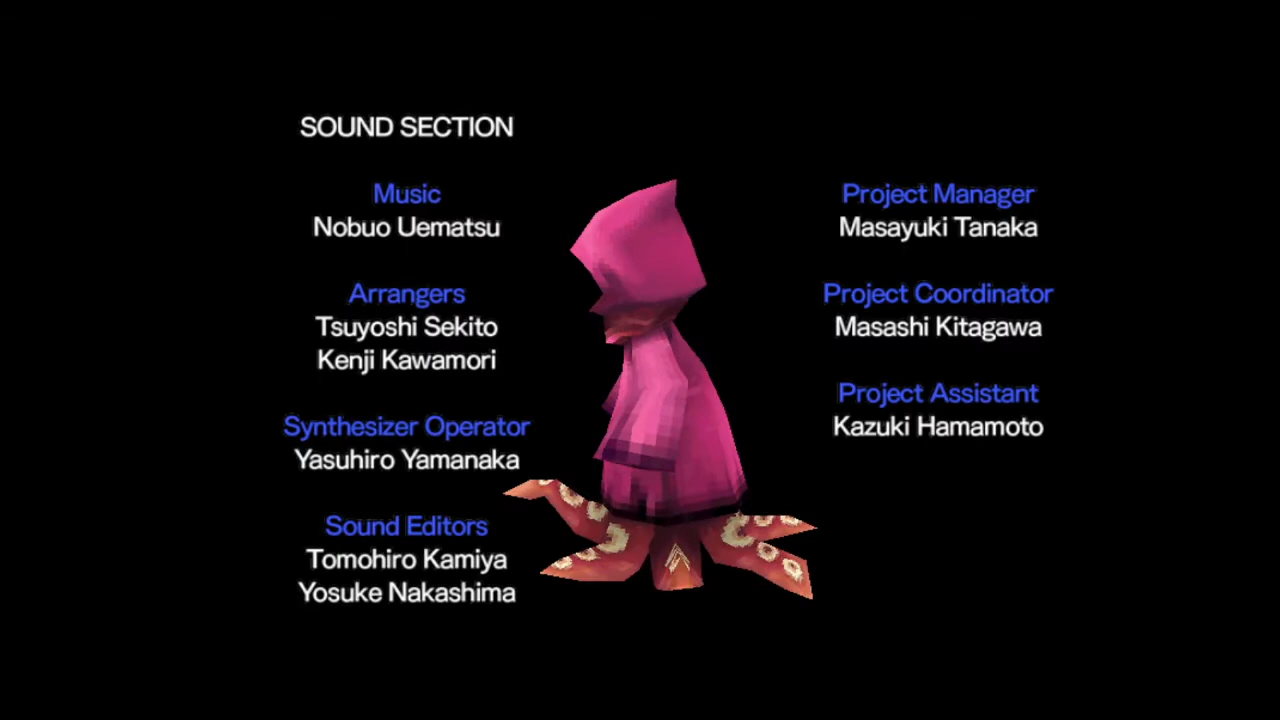 SOUND SECTION
Music
Nobuo Uematsu
Arrangers
Tsuyoshi Sekito
Kenji Kawamori
Synthesizer Operator
Yasuhiro Yamanaka
Sound Editors
Tomohiro Kamiya
Yosuke Nakashima
Project Manager
Masayuki Tanaka
Project Coordinator
Masashi Kitagawa
Project Assistant
Kazuki Hamamoto